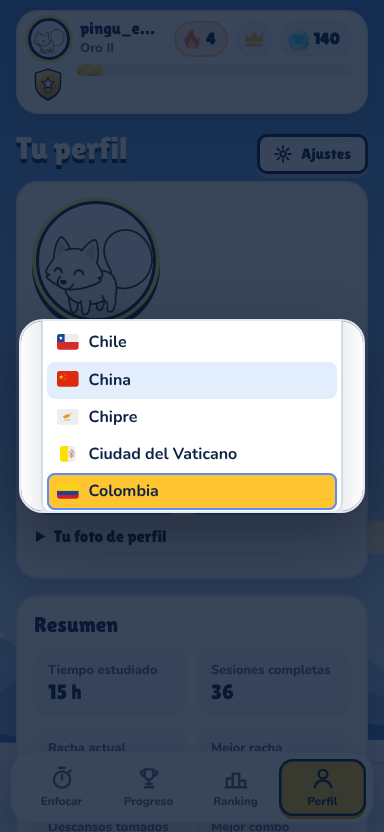 pingu_e...
Oro II
4
140
Tu perfil
Ajustes
Chile
China
Chipre
Ciudad del Vaticano
Colombia
Tu foto de perfil
Resumen
Tiempo estudiado
15 h
Sesiones completas
36
Racha actual
Mejor racha
Enfocar
Progreso
Ranking
Perfil
Descansos tomados
Mejor combo